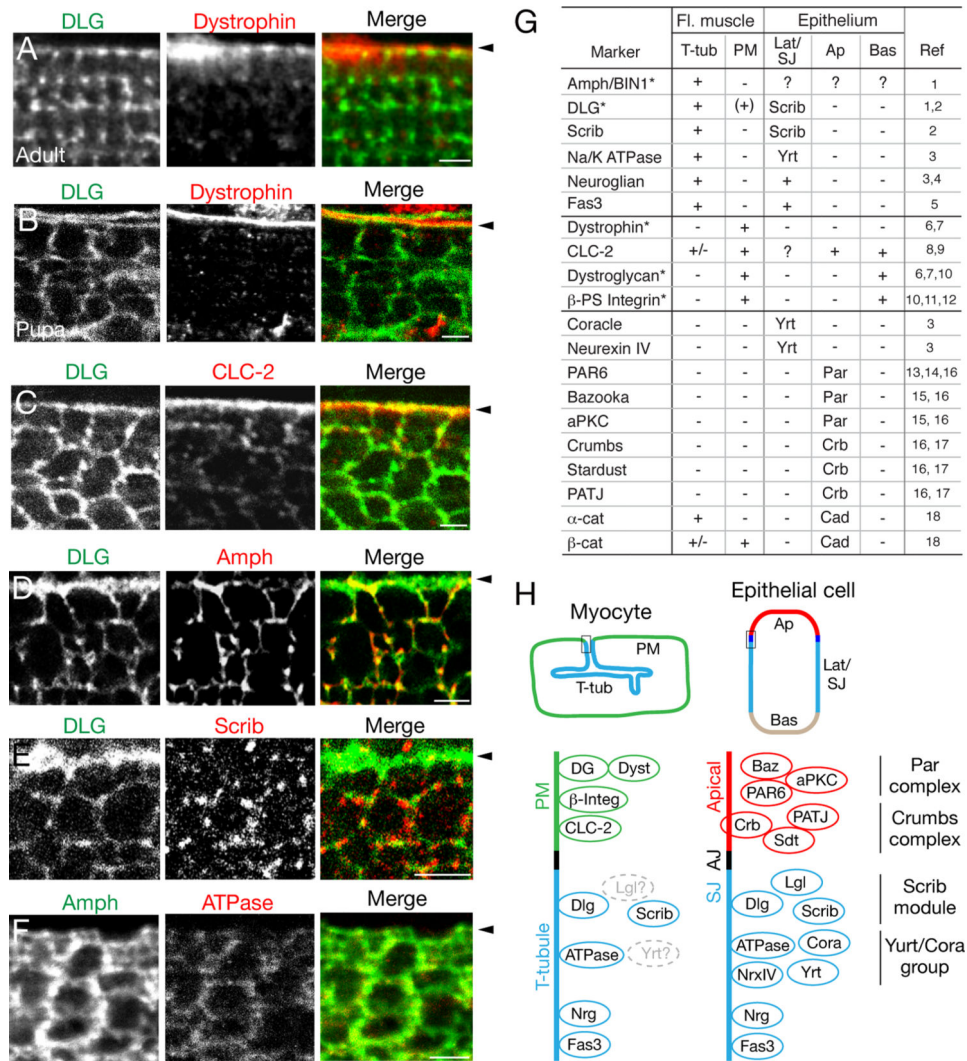 DLG Dystrophin Merge
A
Adult
DLG Dystrophin Merge
B
Pupa
DLG CLC-2 Merge
C
DLG Amph Merge
D
DLG Scrib Merge
E
Amph ATPase Merge
F
G
Fl. muscle Epithelium
Marker T-tub PM Lat/SJ Ap Bas Ref
Amph/BIN1* + - ? ? ? 1
DLG* + (+) Scrib - - 1,2
Scrib + - Scrib - - 2
Na/K ATPase + - Yrt - - 3
Neuroglian + - + - - 3,4
Fas3 + - + - - 5
Dystrophin* - + - - - 6,7
CLC-2 +/- + ? + + 8,9
Dystroglycan* - + - - + 6,7,10
β-PS Integrin* - + - - + 10,11,12
Coracle - - Yrt - - 3
Neurexin IV - - Yrt - - 3
PAR6 - - - Par - 13,14,16
Bazooka - - - Par - 15, 16
aPKC - - - Par - 15, 16
Crumbs - - - Crb - 16, 17
Stardust - - - Crb - 16, 17
PATJ - - - Crb - 16, 17
α-cat + - - Cad - 18
β-cat +/- + - Cad - 18
H
Myocyte
PM
T-tub
Epithelial cell
Ap
Lat/
SJ
Bas
PM
DG Dyst
β-Integ
CLC-2
T-tubule
Lgl?
Dlg
Scrib
ATPase Yrt?
Nrg
Fas3
Apical
Baz
aPKC
PAR6
Crb PATJ
Sdt
AJ
SJ
Lgl
Dlg
Scrib
ATPase Cora
NrxIV Yrt
Nrg
Fas3
Par
complex
Crumbs
complex
Scrib
module
Yurt/Cora
group